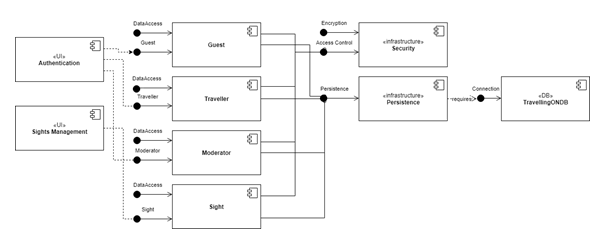 DataAccess
Encryption
Guest
Guest
Access Control
«infrastructure»
Security
«UI»
Authentication
DataAccess
Traveller
Traveller
Persistence
«infrastructure»
Persistence
requires
Connection
«DB»
TravellingONDB
«UI»
Sights Management
DataAccess
Moderator
Moderator
DataAccess
Sight
Sight